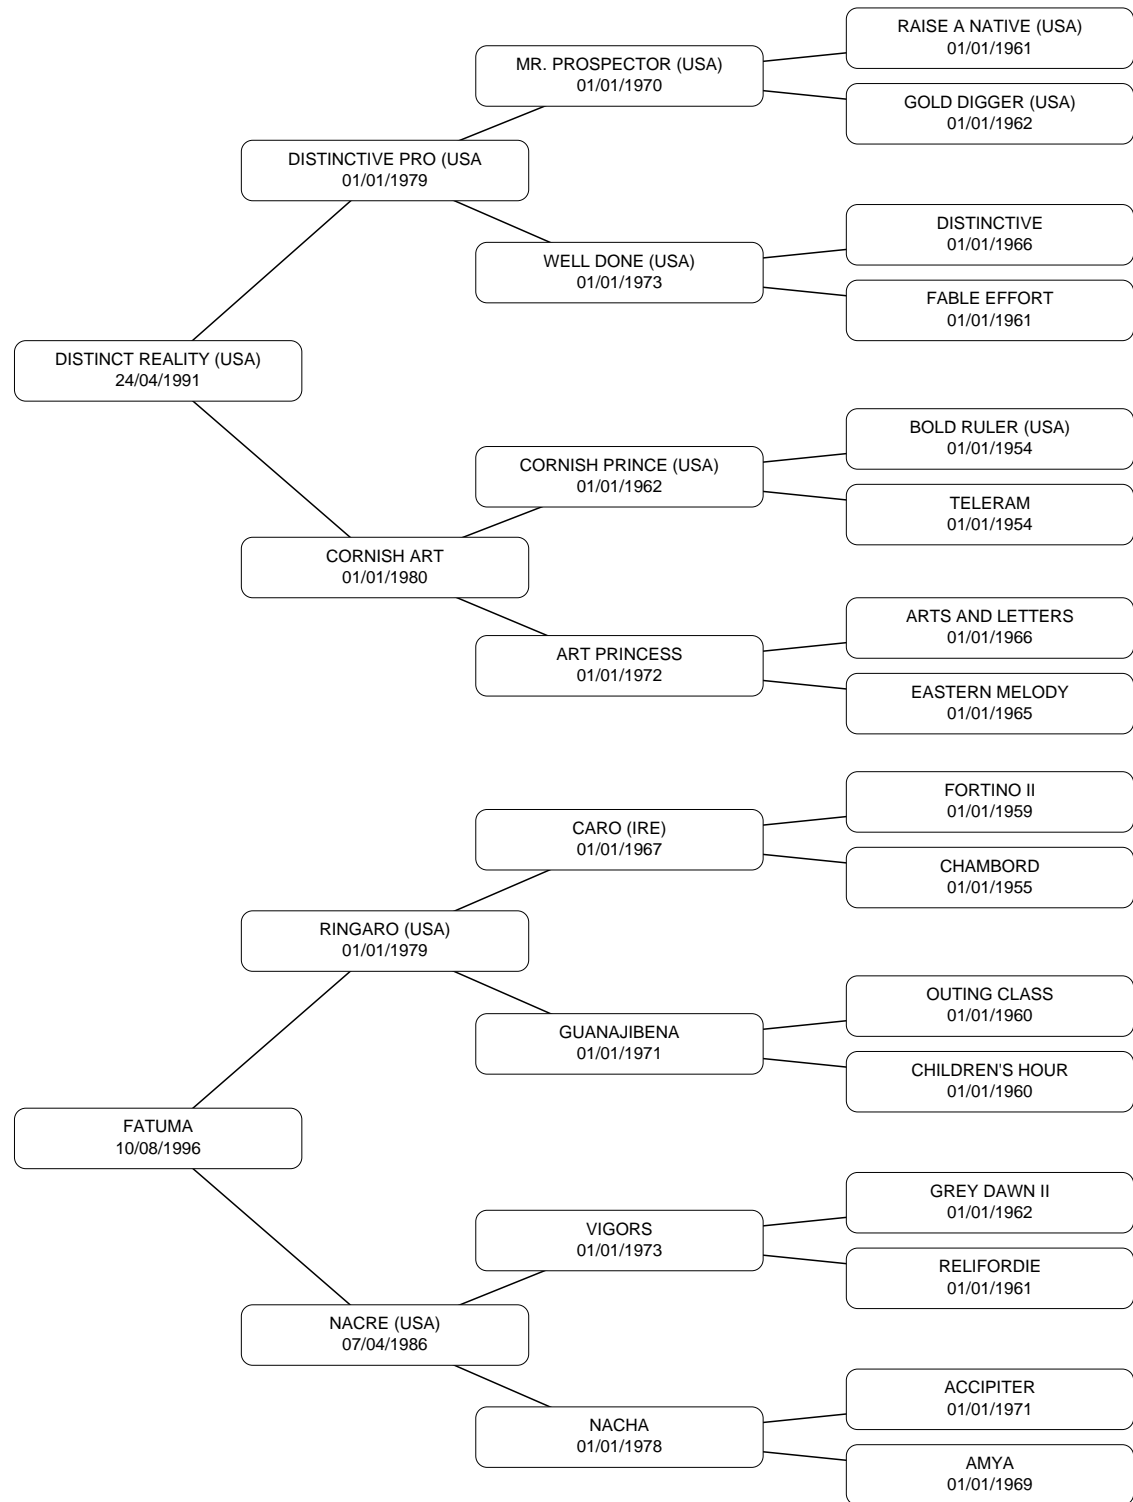 RAISE A NATIVE (USA)
01/01/1961
MR. PROSPECTOR (USA)
01/01/1970
GOLD DIGGER (USA)
01/01/1962
DISTINCTIVE PRO (USA
01/01/1979
DISTINCTIVE
01/01/1966
WELL DONE (USA)
01/01/1973
FABLE EFFORT
01/01/1961
DISTINCT REALITY (USA)
24/04/1991
BOLD RULER (USA)
01/01/1954
CORNISH PRINCE (USA)
01/01/1962
TELERAM
01/01/1954
CORNISH ART
01/01/1980
ARTS AND LETTERS
01/01/1966
ART PRINCESS
01/01/1972
EASTERN MELODY
01/01/1965
FORTINO II
01/01/1959
CARO (IRE)
01/01/1967
CHAMBORD
01/01/1955
RINGARO (USA)
01/01/1979
OUTING CLASS
01/01/1960
GUANAJIBENA
01/01/1971
CHILDREN'S HOUR
01/01/1960
FATUMA
10/08/1996
GREY DAWN II
01/01/1962
VIGORS
01/01/1973
RELIFORDIE
01/01/1961
NACRE (USA)
07/04/1986
ACCIPITER
01/01/1971
NACHA
01/01/1978
AMYA
01/01/1969